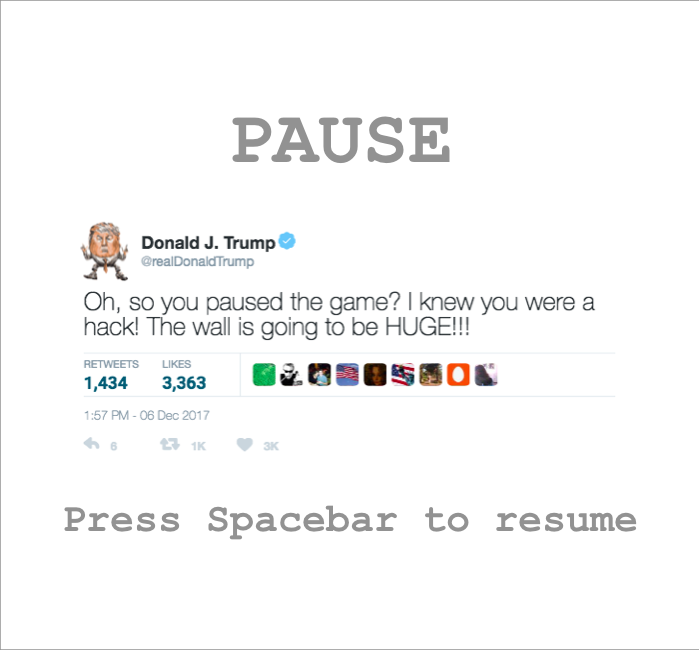 PAUSE
Donald J. Trump
@realDonaldTrump
Oh, so you paused the game? I knew you were a
hack! The wall is going to be HUGE!!!
RETWEETS LIKES
1,434 3,363
1:57 PM - 06 Dec 2017
6 1K 3K
Press Spacebar to resume